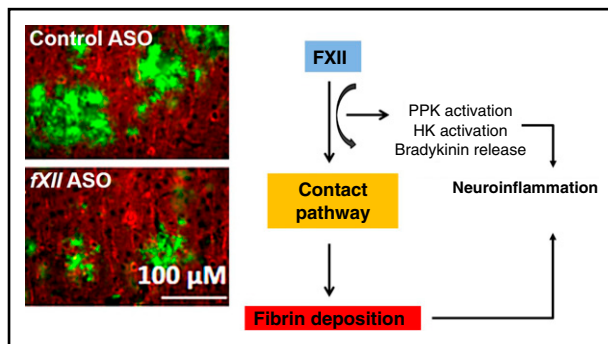 Control ASO
fXII ASO
100 µM
FXII
PPK activation
HK activation
Bradykinin release
Contact
pathway
Neuroinflammation
Fibrin deposition